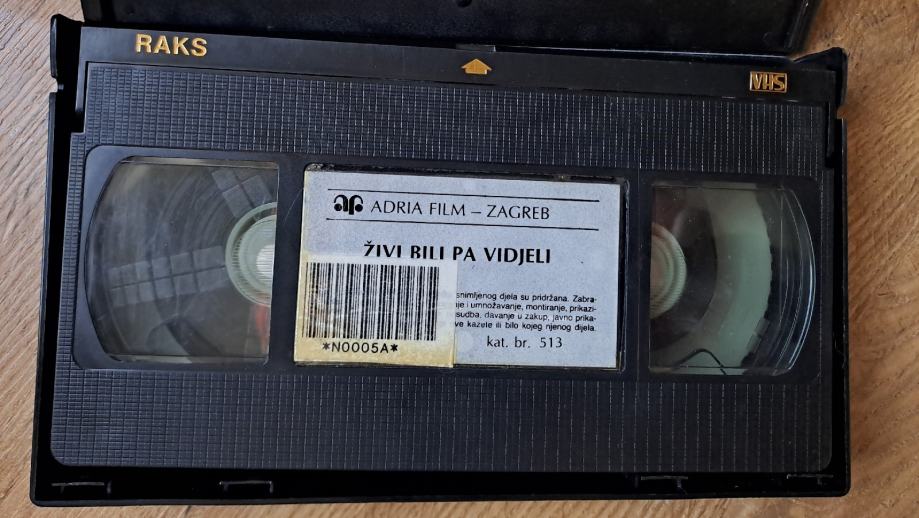 RAKS
VHS
ADRIA FILM – ZAGREB
ŽIVI BILI PA VIDJELI
snimljenog djela su pridržana. Zabra-
nje i umnožavanje, montiranje, prikazi-
sudba, davanje u zakup, javno prika-
ve kazete ili bilo kojeg njenog dijela.
kat. br. 513
*N0005A*